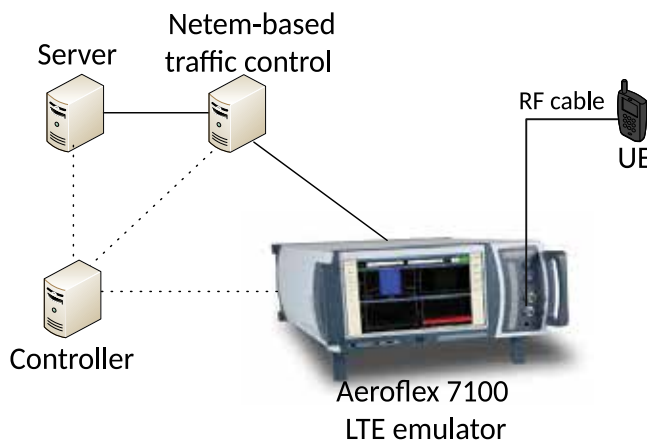 Netem-based
traffic control
Server
RF cable
UE
Controller
Aeroflex 7100
LTE emulator